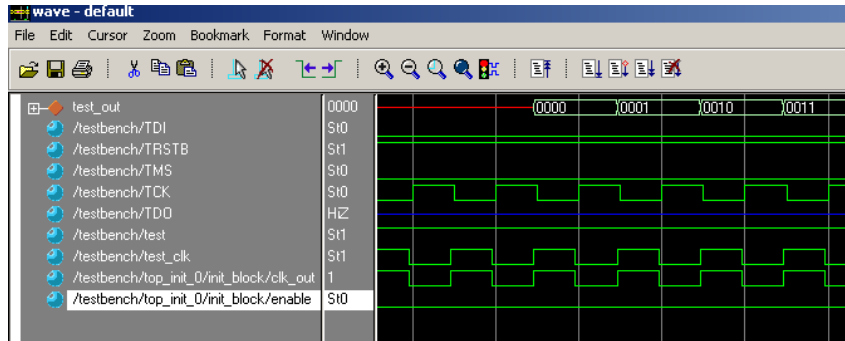 wave - default
File Edit Cursor Zoom Bookmark Format Window
test_out 0000 0000 0001 0010 0011
/testbench/TDI St0
/testbench/TRSTB St1
/testbench/TMS St0
/testbench/TCK St0
/testbench/TDO HiZ
/testbench/test St1
/testbench/test_clk St1
/testbench/top_init_0/init_block/clk_out 1
/testbench/top_init_0/init_block/enable St0